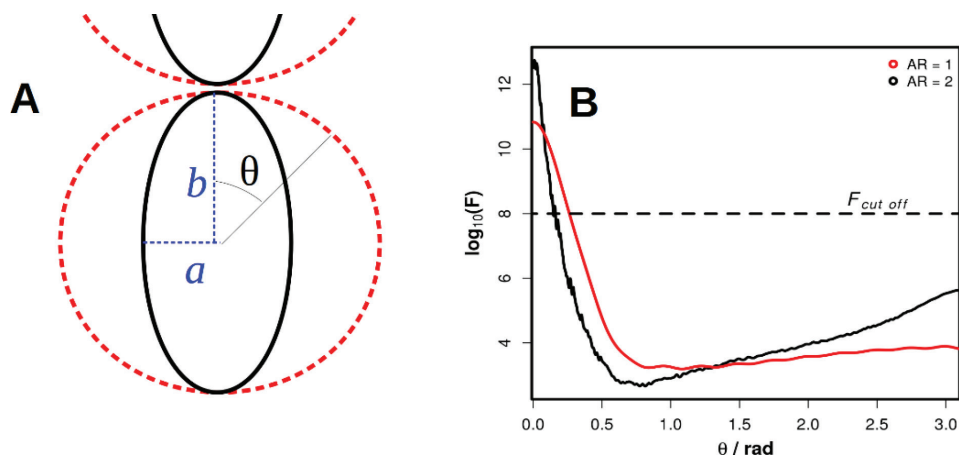 A
b
θ
a
B
AR = 1
AR = 2
F cut off
log10(F)
12
10
8
6
4
0.0 0.5 1.0 1.5 2.0 2.5 3.0
θ / rad